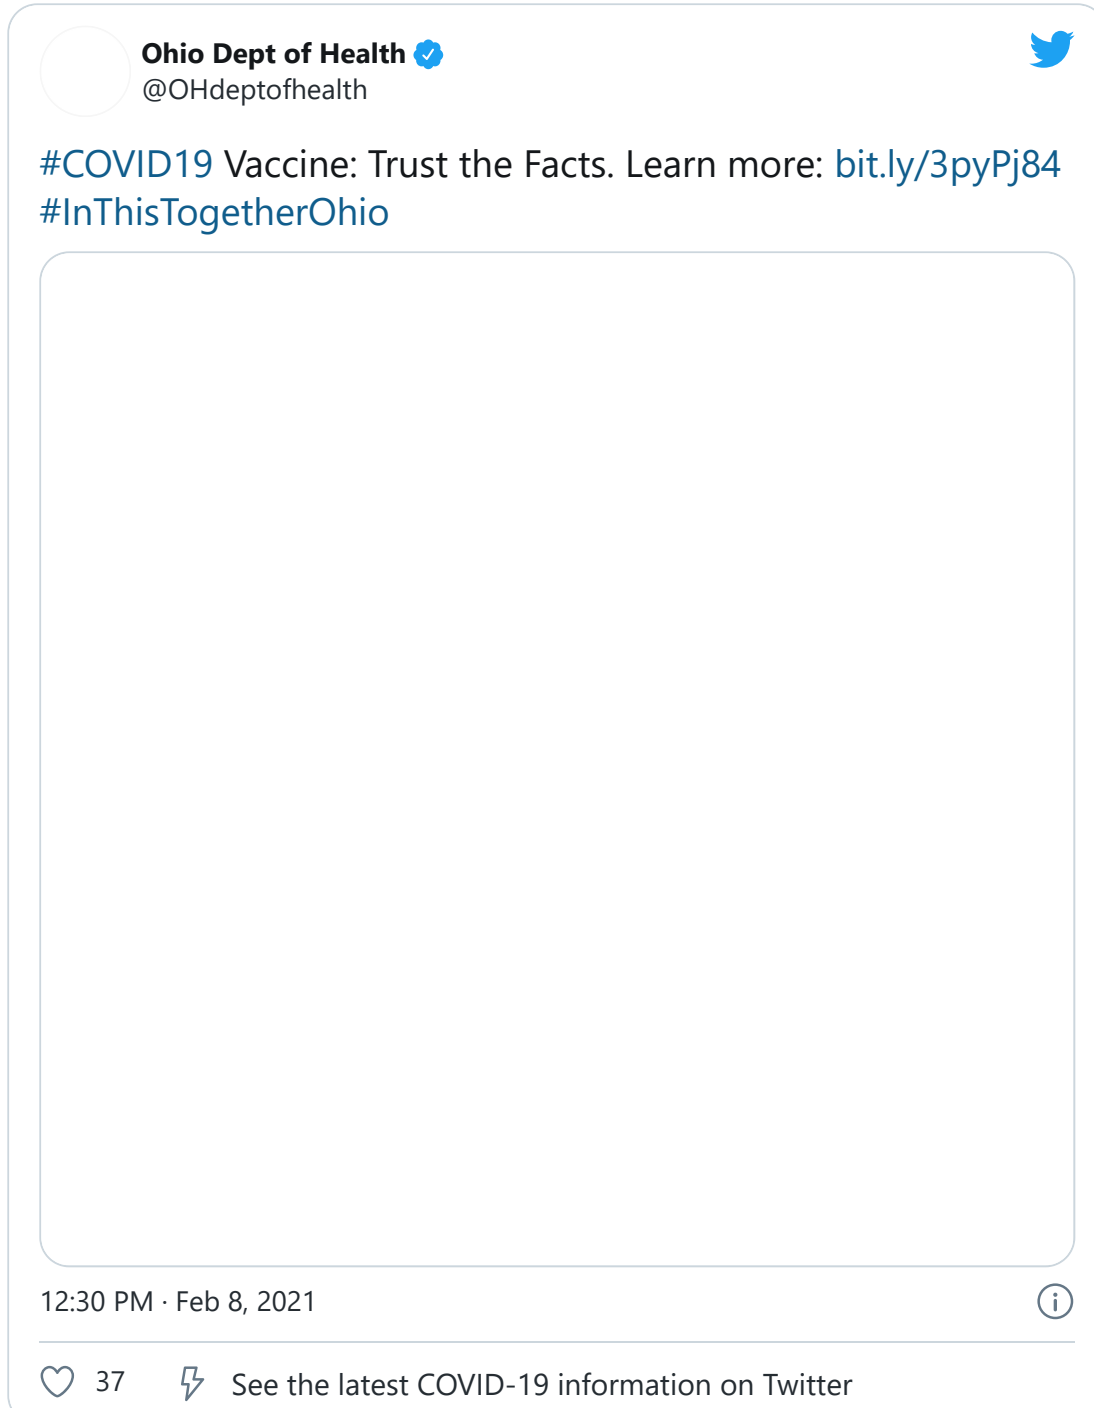 Ohio Dept of Health
@OHdeptofhealth
#COVID19 Vaccine: Trust the Facts. Learn more: bit.ly/3pyPj84
#InThisTogetherOhio
12:30 PM · Feb 8, 2021
37 See the latest COVID-19 information on Twitter